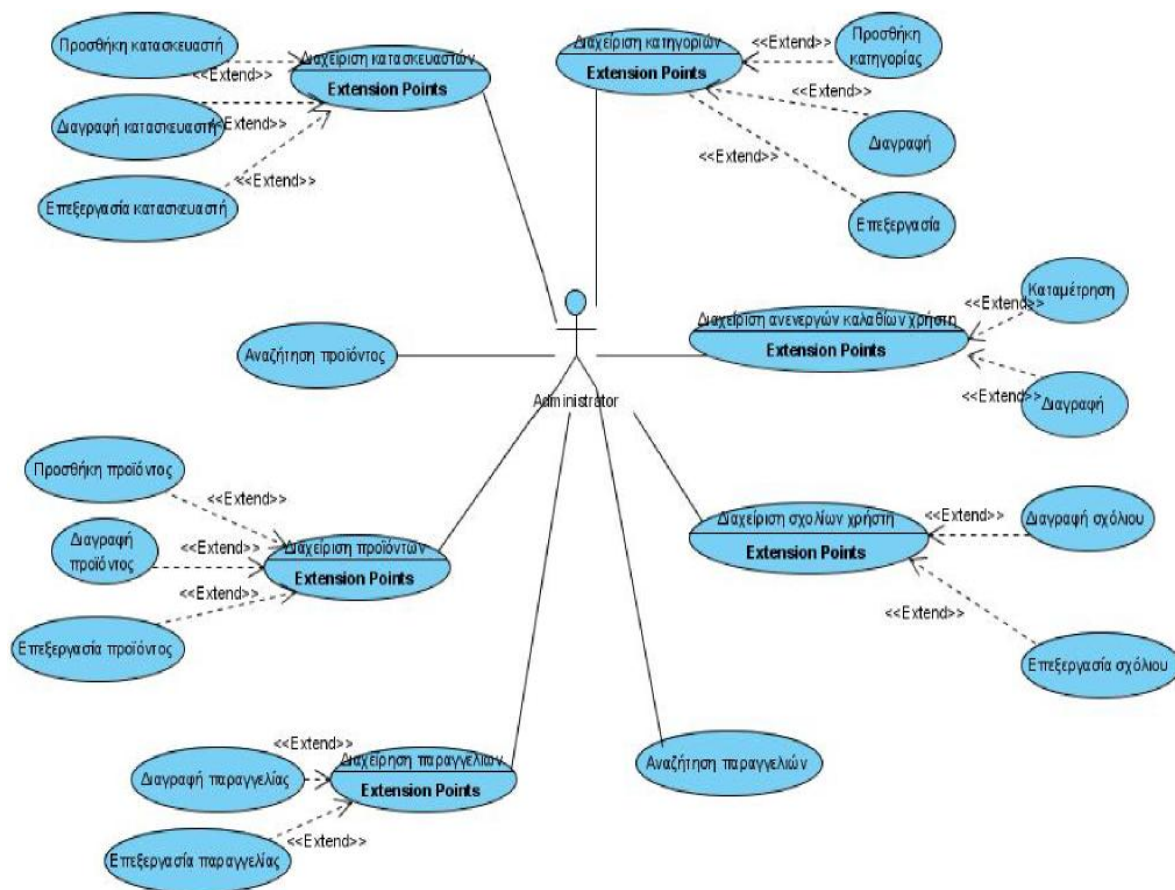 Προσθήκη κατασκευαστή
<<Extend>>
Διαχείριση κατασκευαστών
Extension Points
Διαγραφή κατασκευαστή
<<Extend>>
Επεξεργασία κατασκευαστή
<<Extend>>
Διαχείριση κατηγοριών
Extension Points
<<Extend>>
Προσθήκη
κατηγορίας
<<Extend>>
Διαγραφή
<<Extend>>
Επεξεργασία
Αναζήτηση προϊόντος
Administrator
Διαχείριση ανενεργών καλαθίων χρήστη
Extension Points
<<Extend>>
Καταμέτρηση
<<Extend>>
Διαγραφή
Προσθήκη προϊόντος
<<Extend>>
Διαγραφή
προϊόντος
<<Extend>>
Διαχείριση προϊόντων
Extension Points
<<Extend>>
Επεξεργασία προϊόντος
Διαχείριση σχολίων χρήστη
Extension Points
<<Extend>>
Διαγραφή σχόλιου
<<Extend>>
Επεξεργασία σχόλιου
<<Extend>>
Διαγραφή παραγγελίας
Διαχείρηση παραγγελιών
Extension Points
<<Extend>>
Επεξεργασία παραγγελίας
Αναζήτηση παραγγελιών